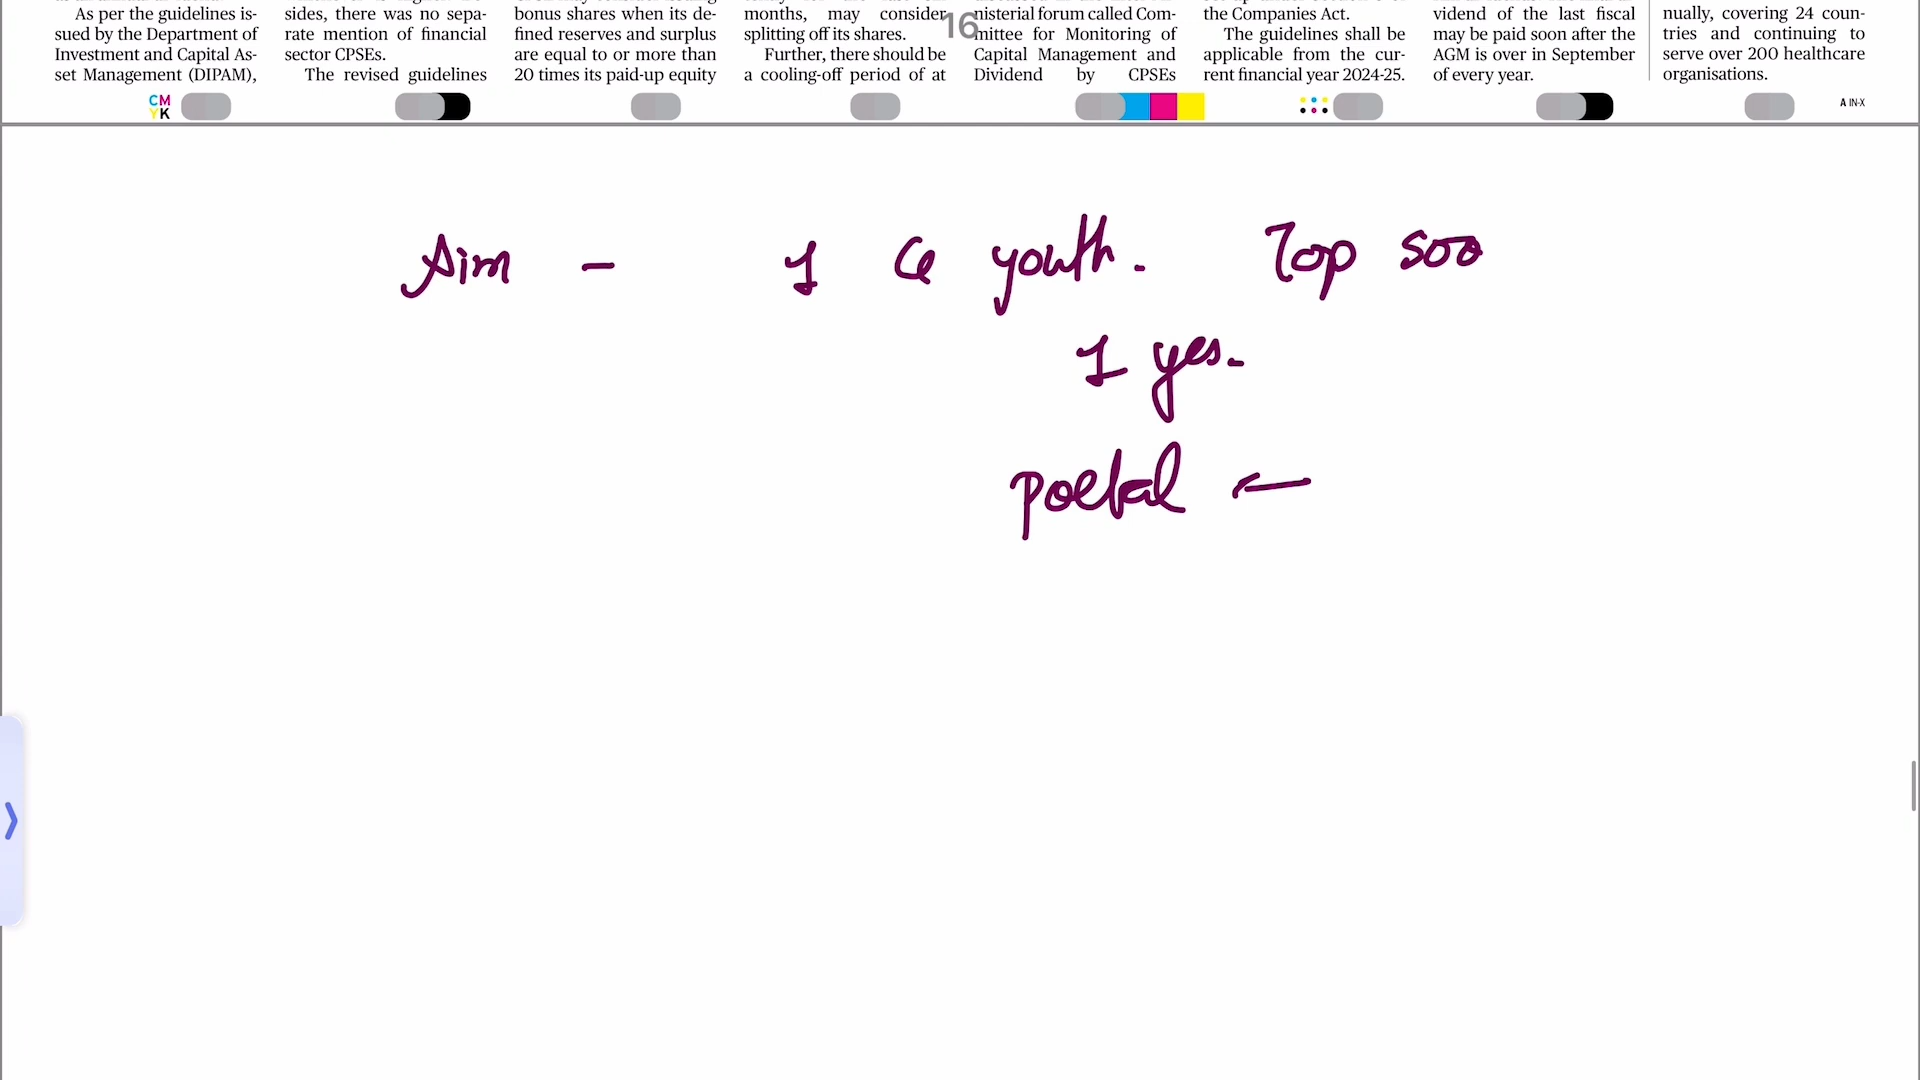 As per the guidelines is-
sued by the Department of
Investment and Capital As-
set Management (DIPAM),
sides, there was no sepa-
rate mention of financial
sector CPSEs.
The revised guidelines
bonus shares when its de-
fined reserves and surplus
are equal to or more than
20 times its paid-up equity
months, may consider
splitting off its shares.
Further, there should be
a cooling-off period of at
16
nisterial forum called Com-
mittee for Monitoring of
Capital Management and
Dividend by CPSEs
the Companies Act.
The guidelines shall be
applicable from the cur-
rent financial year 2024-25.
vidend of the last fiscal
may be paid soon after the
AGM is over in September
of every year.
nually, covering 24 coun-
tries and continuing to
serve over 200 healthcare
organisations.
CM
YK
A IN-X
Aim - 1 Cr youth. Top 500
1 yr.
portal ←